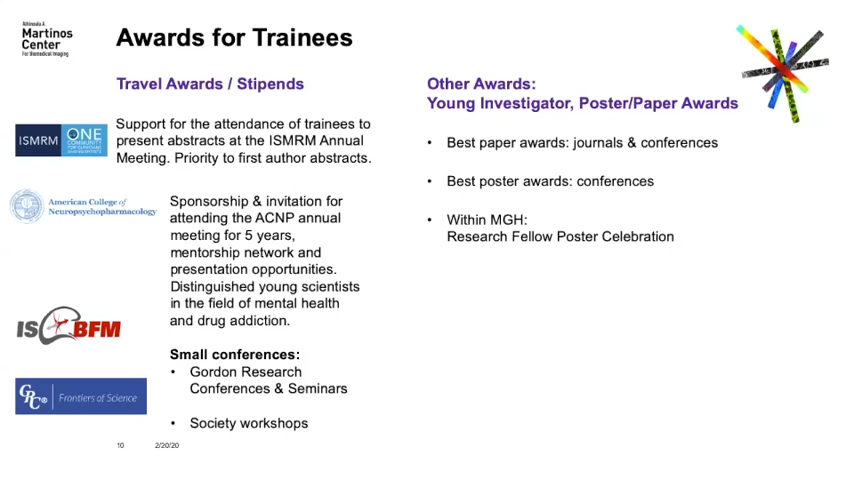 Athinoula A.
Martinos
Center
For Biomedical Imaging
Awards for Trainees
Travel Awards / Stipends
ISMRM
ONE
COMMUNITY
Support for the attendance of trainees to
present abstracts at the ISMRM Annual
Meeting. Priority to first author abstracts.
American College of
Neuropsychopharmacology
Sponsorship & invitation for
attending the ACNP annual
meeting for 5 years,
mentorship network and
presentation opportunities.
Distinguished young scientists
in the field of mental health
and drug addiction.
ISCBFM
Small conferences:
• Gordon Research
Conferences & Seminars
GRC® Frontiers of Science
• Society workshops
Other Awards:
Young Investigator, Poster/Paper Awards
• Best paper awards: journals & conferences
• Best poster awards: conferences
• Within MGH:
Research Fellow Poster Celebration
10 2/20/20